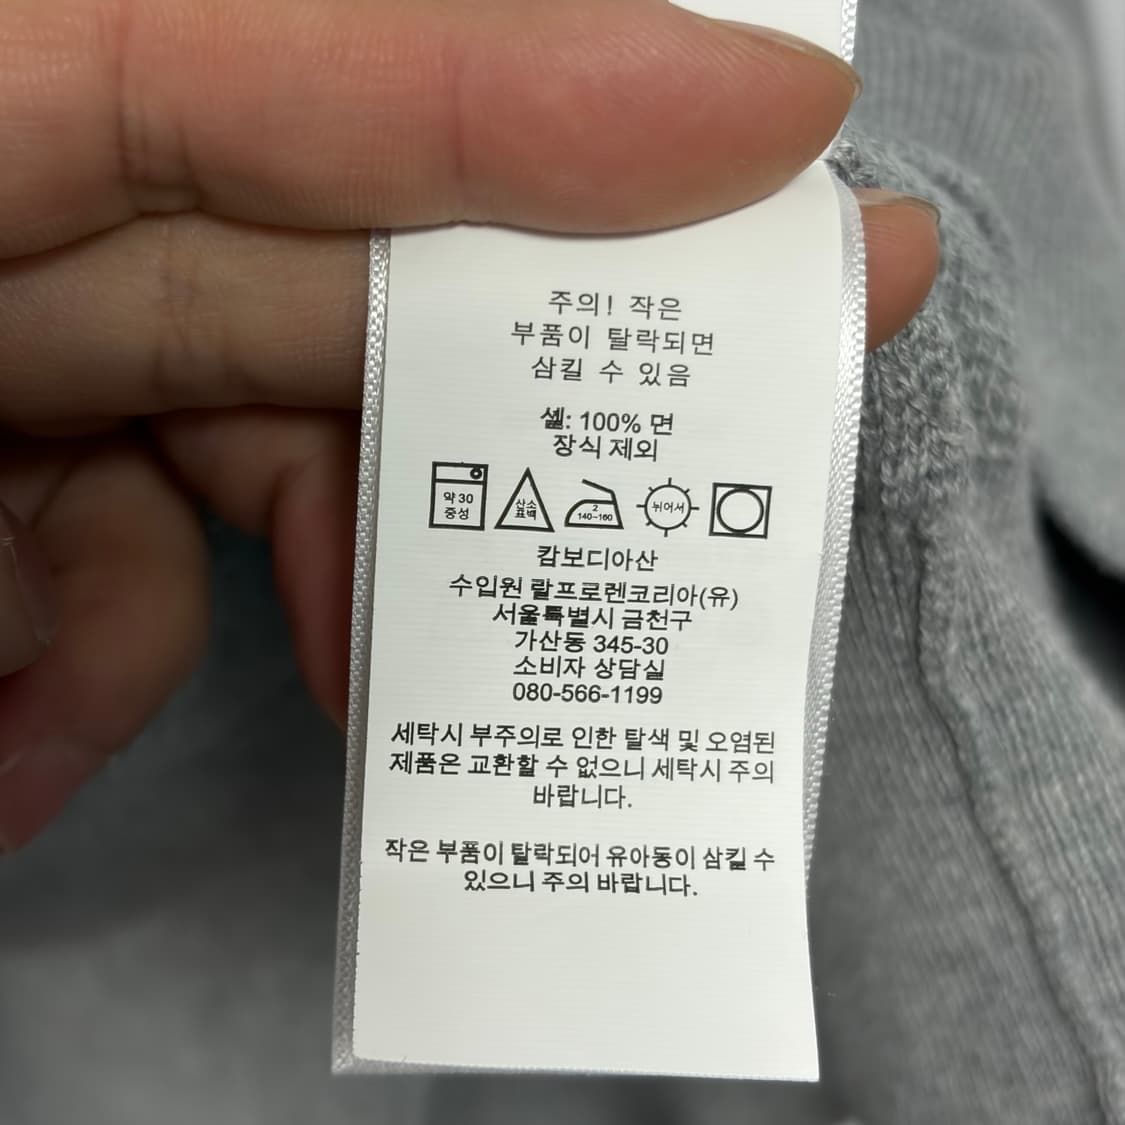 주의! 작은
부품이 탈락되면
삼킬 수 있음
셸: 100% 면
장식 제외
약 30 중성
산소 표백
2 140~160
뉘어서
캄보디아산
수입원 랄프로렌코리아(유)
서울특별시 금천구
가산동 345-30
소비자 상담실
080-566-1199
세탁시 부주의로 인한 탈색 및 오염된
제품은 교환할 수 없으니 세탁시 주의
바랍니다.
작은 부품이 탈락되어 유아동이 삼킬 수
있으니 주의 바랍니다.